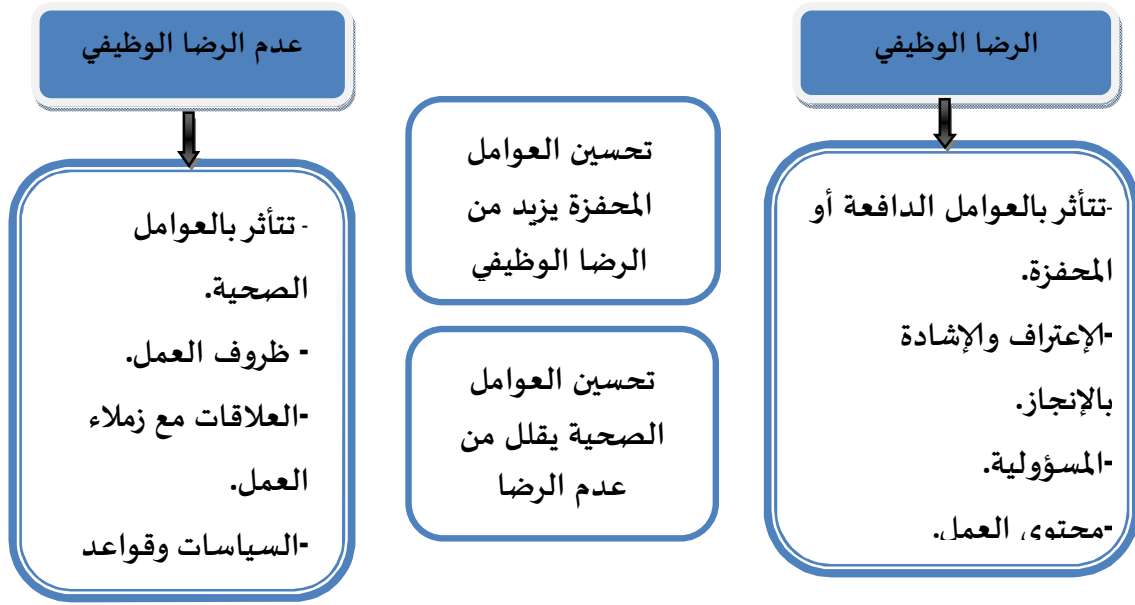 الرضا الوظيفي
-تتأثر بالعوامل الدافعة أو
المحفزة.
-الإعتراف والإشادة
بالإنجاز.
-المسؤولية.
-محتوى العمل.
تحسين العوامل
المحفزة يزيد من
الرضا الوظيفي
تحسين العوامل
الصحية يقلل من
عدم الرضا
عدم الرضا الوظيفي
- تتأثر بالعوامل
الصحية.
- ظروف العمل.
-العلاقات مع زملاء
العمل.
-السياسات وقواعد